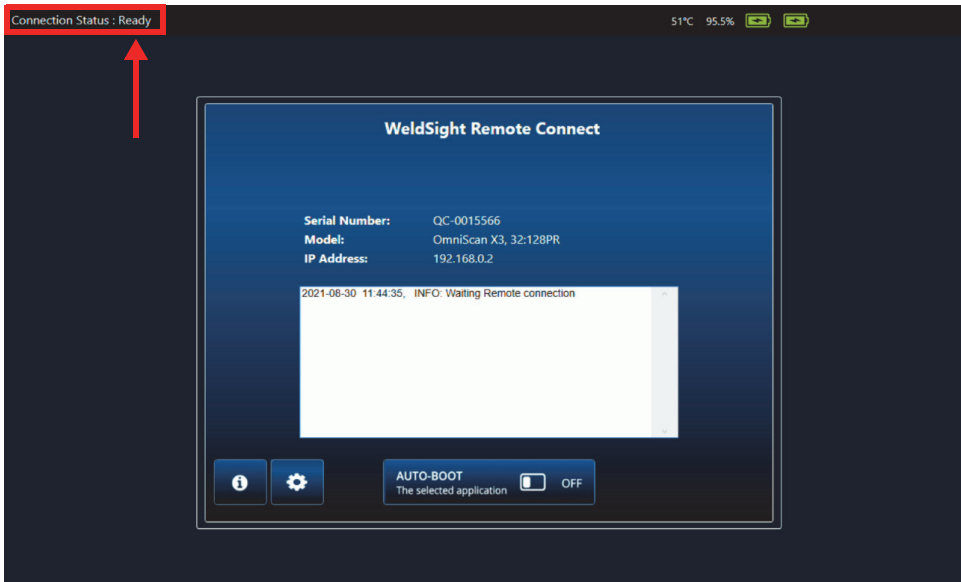 Connection Status : Ready
51°C 95.5%
WeldSight Remote Connect
Serial Number: QC-0015566
Model: OmniScan X3, 32:128PR
IP Address: 192.168.0.2
2021-08-30 11:44:35, INFO: Waiting Remote connection
AUTO-BOOT
The selected application
OFF